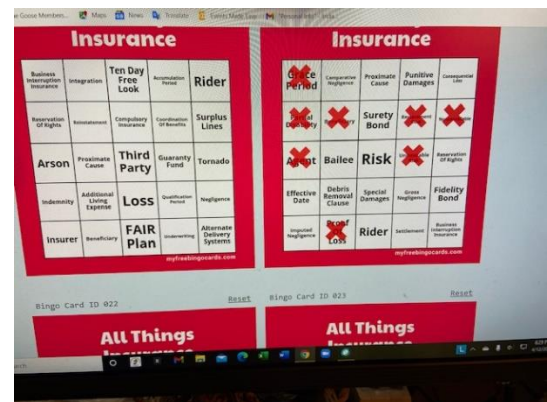 Maps
News
Translate
Insurance
Insurance
Business Interruption Insurance
Integration
Ten Day Free Look
Accumulation Period
Rider
Reservation Of Rights
Reinstatement
Compulsory Insurance
Coordination Of Benefits
Surplus Lines
Arson
Proximate Cause
Third Party
Guaranty Fund
Tornado
Indemnity
Additional Living Expense
Loss
Qualification Period
Negligence
Insurer
Beneficiary
FAIR Plan
Underwriting
Alternate Delivery Systems
myfreebingocards.com
Grace Period
Comparative Negligence
Proximate Cause
Punitive Damages
Consequential Loss
Surety Bond
Agent
Bailee
Risk
Reservation Of Rights
Effective Date
Debris Removal Clause
Special Damages
Gross Negligence
Fidelity Bond
Imputed Negligence
Proof Loss
Rider
Settlement
Business Interruption Insurance
myfreebingocards.com
Bingo Card ID 022
Reset
Bingo Card ID 023
Reset
All Things
All Things